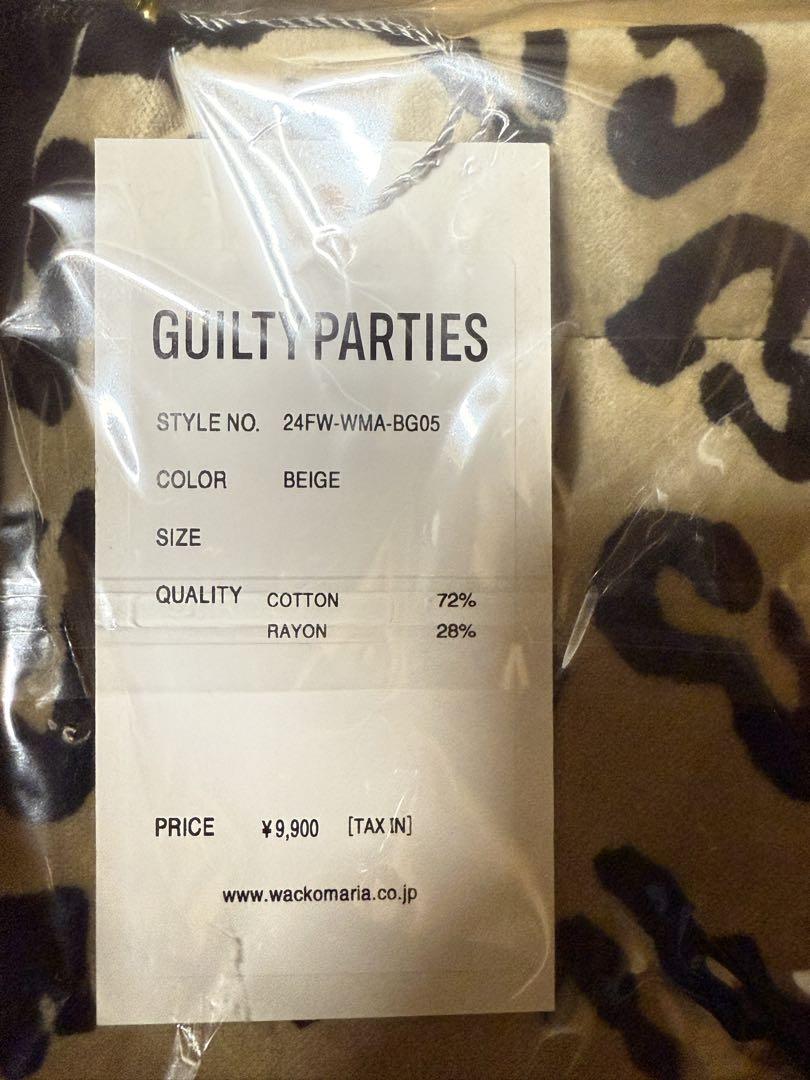 GUILTY PARTIES
STYLE NO. 24FW-WMA-BG05
COLOR BEIGE
SIZE
QUALITY COTTON 72%
RAYON 28%
PRICE ¥9,900 [TAX IN]
www.wackomaria.co.jp